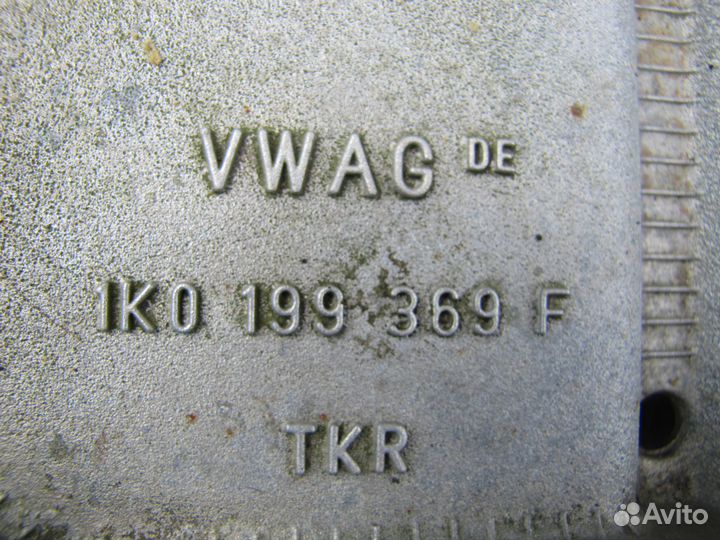 VWAG DE
1K0 199 369 F
TKR
Avito